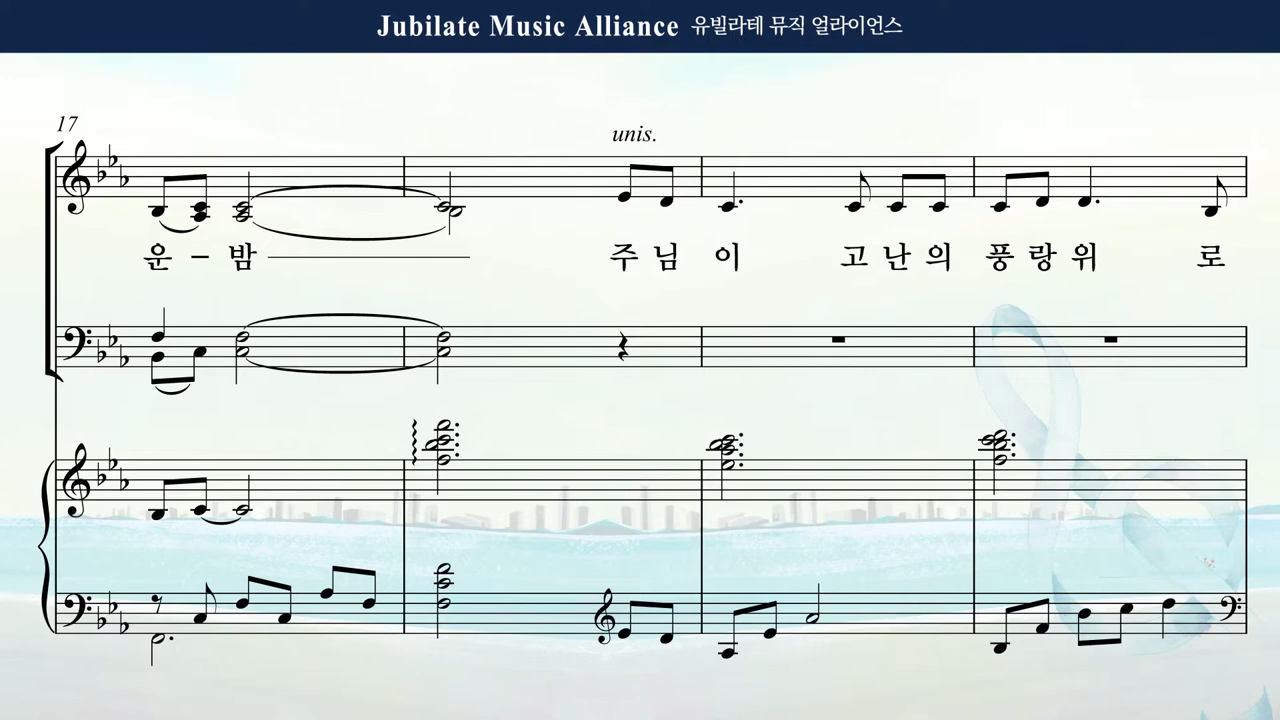 Jubilate Music Alliance 유빌라테 뮤직 얼라이언스
17
unis.
운 - 밤 주 님 이 고 난 의 풍 랑 위 로